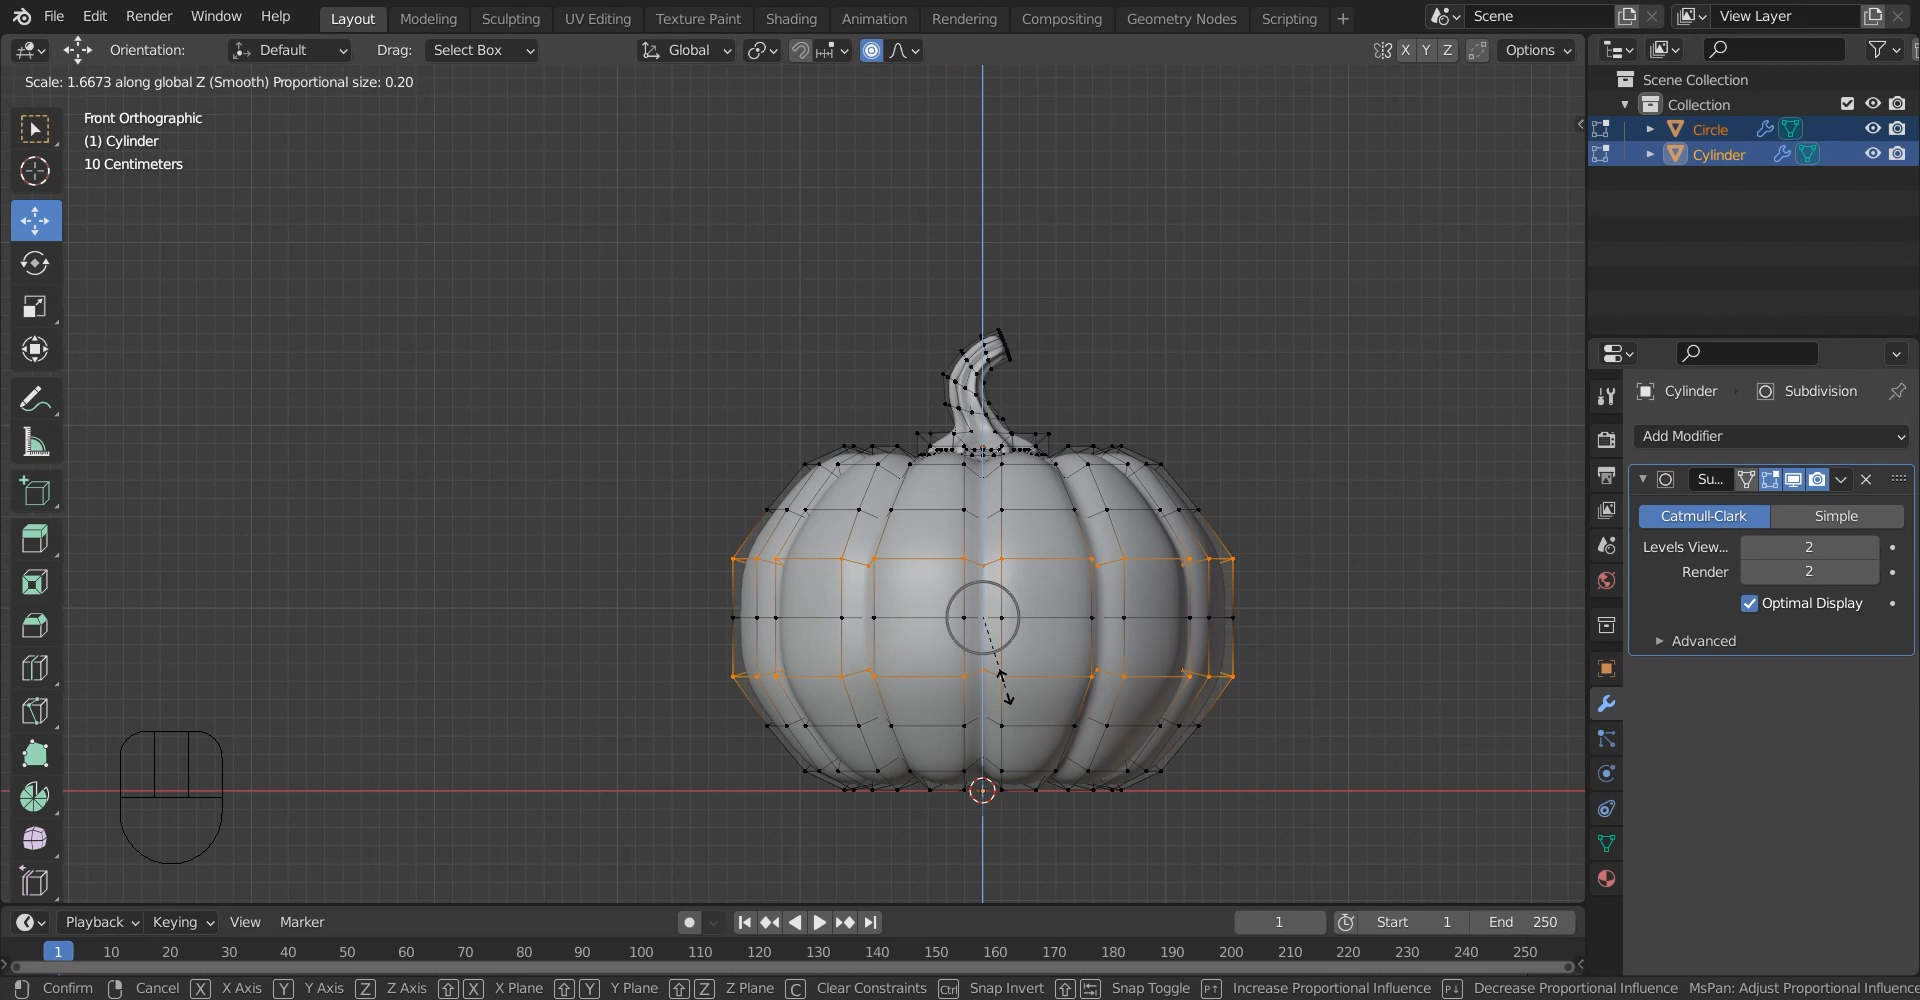 File Edit Render Window Help Layout Modeling Sculpting UV Editing Texture Paint Shading Animation Rendering Compositing Geometry Nodes Scripting + Scene View Layer
Orientation: Default Drag: Select Box Global X Y Z Options
Scale: 1.6673 along global Z (Smooth) Proportional size: 0.20
Front Orthographic
(1) Cylinder
10 Centimeters
Scene Collection
Collection
Circle
Cylinder
Cylinder Subdivision
Add Modifier
Su...
Catmull-Clark Simple
Levels View... 2
Render 2
Optimal Display
Advanced
Playback Keying View Marker 1 Start 1 End 250
1 10 20 30 40 50 60 70 80 90 100 110 120 130 140 150 160 170 180 190 200 210 220 230 240 250
Confirm Cancel X X Axis Y Y Axis Z Z Axis X X Plane Y Y Plane Z Z Plane C Clear Constraints Ctrl Snap Invert Snap Toggle P↑ Increase Proportional Influence P↓ Decrease Proportional Influence MsPan: Adjust Proportional Influence